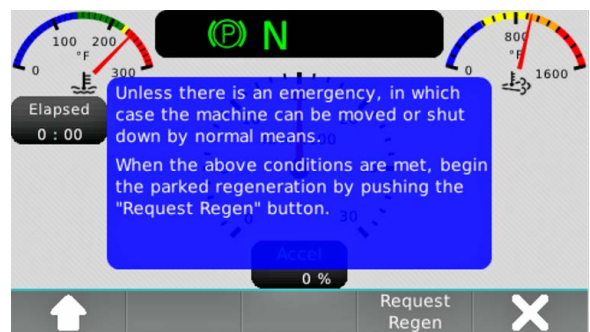 (P) N
100 200
°F
0 300
800
°F
0 1600
Elapsed
0 : 00
Unless there is an emergency, in which
case the machine can be moved or shut
down by normal means.
When the above conditions are met, begin
the parked regeneration by pushing the
"Request Regen" button.
0 30
Accel
0 %
Request
Regen